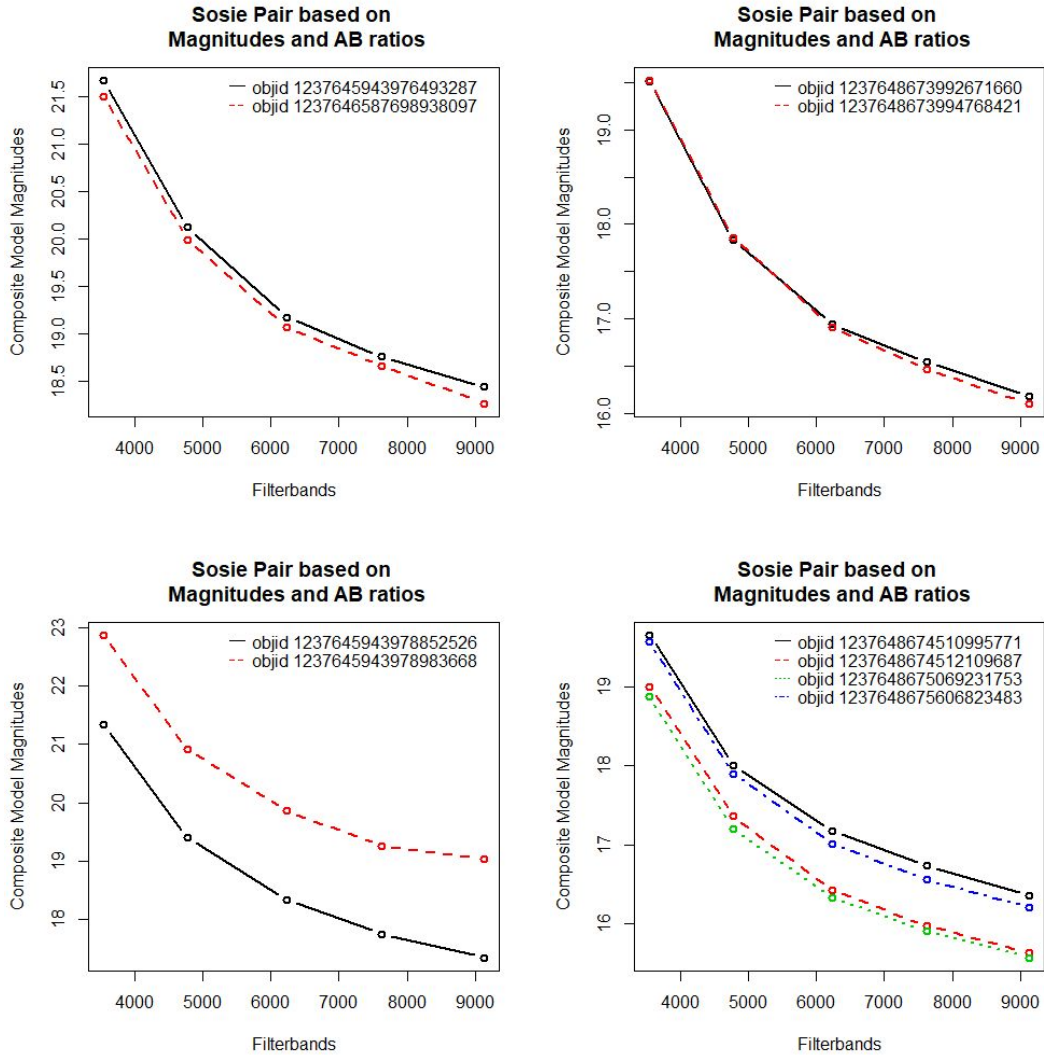 Sosie Pair based on
Magnitudes and AB ratios
objid 1237645943976493287
objid 1237646587698938097
Composite Model Magnitudes
21.5
21.0
20.5
20.0
19.5
19.0
18.5
4000 5000 6000 7000 8000 9000
Filterbands
Sosie Pair based on
Magnitudes and AB ratios
objid 1237648673992671660
objid 1237648673994768421
Composite Model Magnitudes
19.0
18.0
17.0
16.0
4000 5000 6000 7000 8000 9000
Filterbands
Sosie Pair based on
Magnitudes and AB ratios
objid 1237645943978852526
objid 1237645943978983668
Composite Model Magnitudes
23
22
21
20
19
18
4000 5000 6000 7000 8000 9000
Filterbands
Sosie Pair based on
Magnitudes and AB ratios
objid 1237648674510995771
objid 1237648674512109687
objid 1237648675069231753
objid 1237648675606823483
Composite Model Magnitudes
19
18
17
16
4000 5000 6000 7000 8000 9000
Filterbands